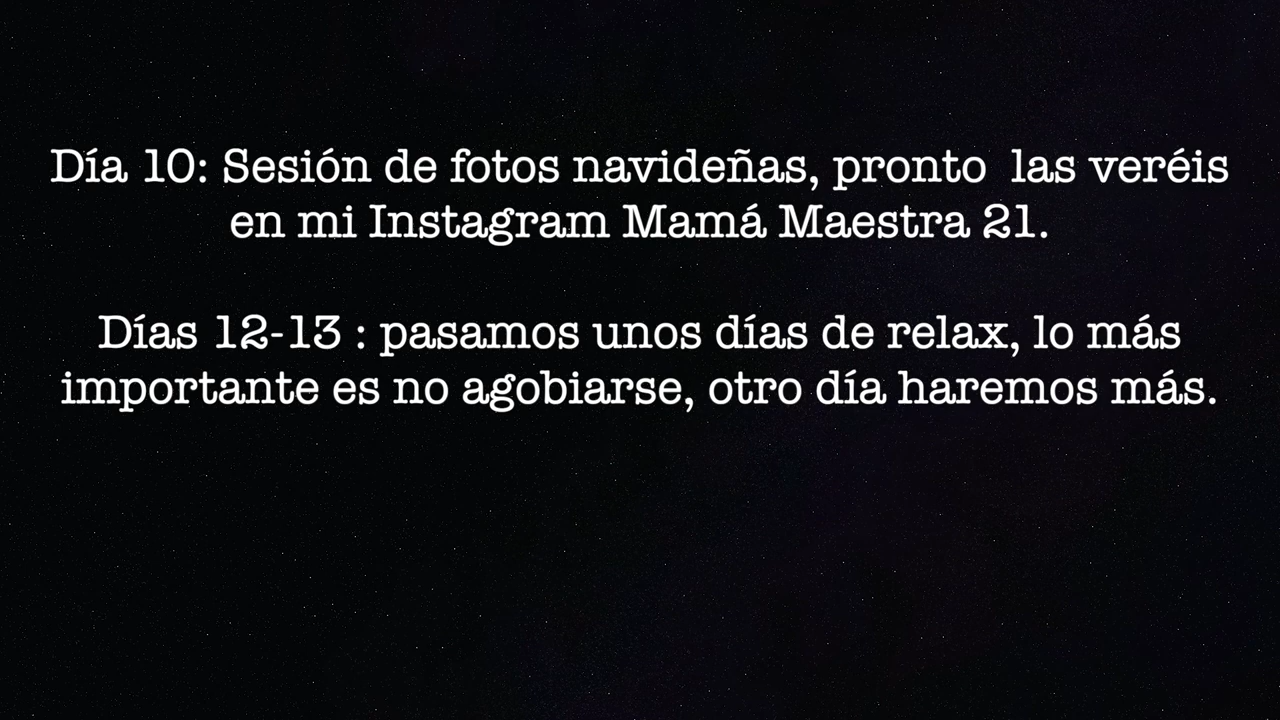 Día 10: Sesión de fotos navideñas, pronto  las veréis
en mi Instagram Mamá Maestra 21.
Días 12-13 : pasamos unos días de relax, lo más
importante es no agobiarse, otro día haremos más.